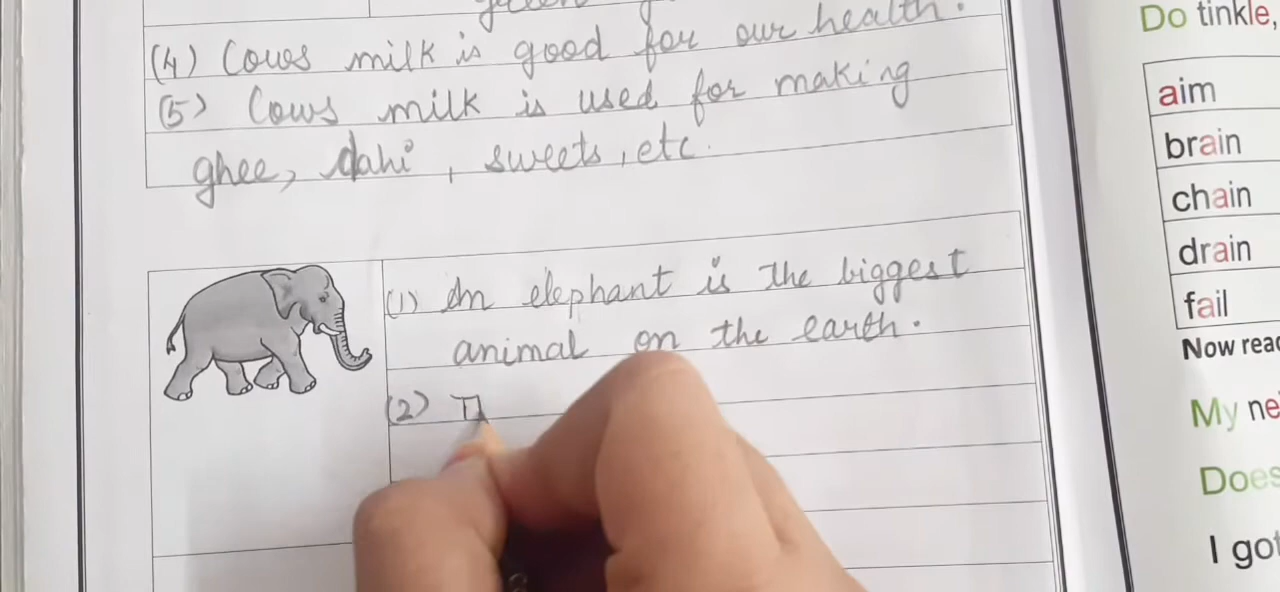 green
(4) Cows milk is good for our health.
(5) Cows milk is used for making
ghee, dahi, sweets, etc.
(1) An elephant is the biggest
animal on the earth.
(2)
Do tinkle,
aim
brain
chain
drain
fail
Now read
My ne
Does
I got